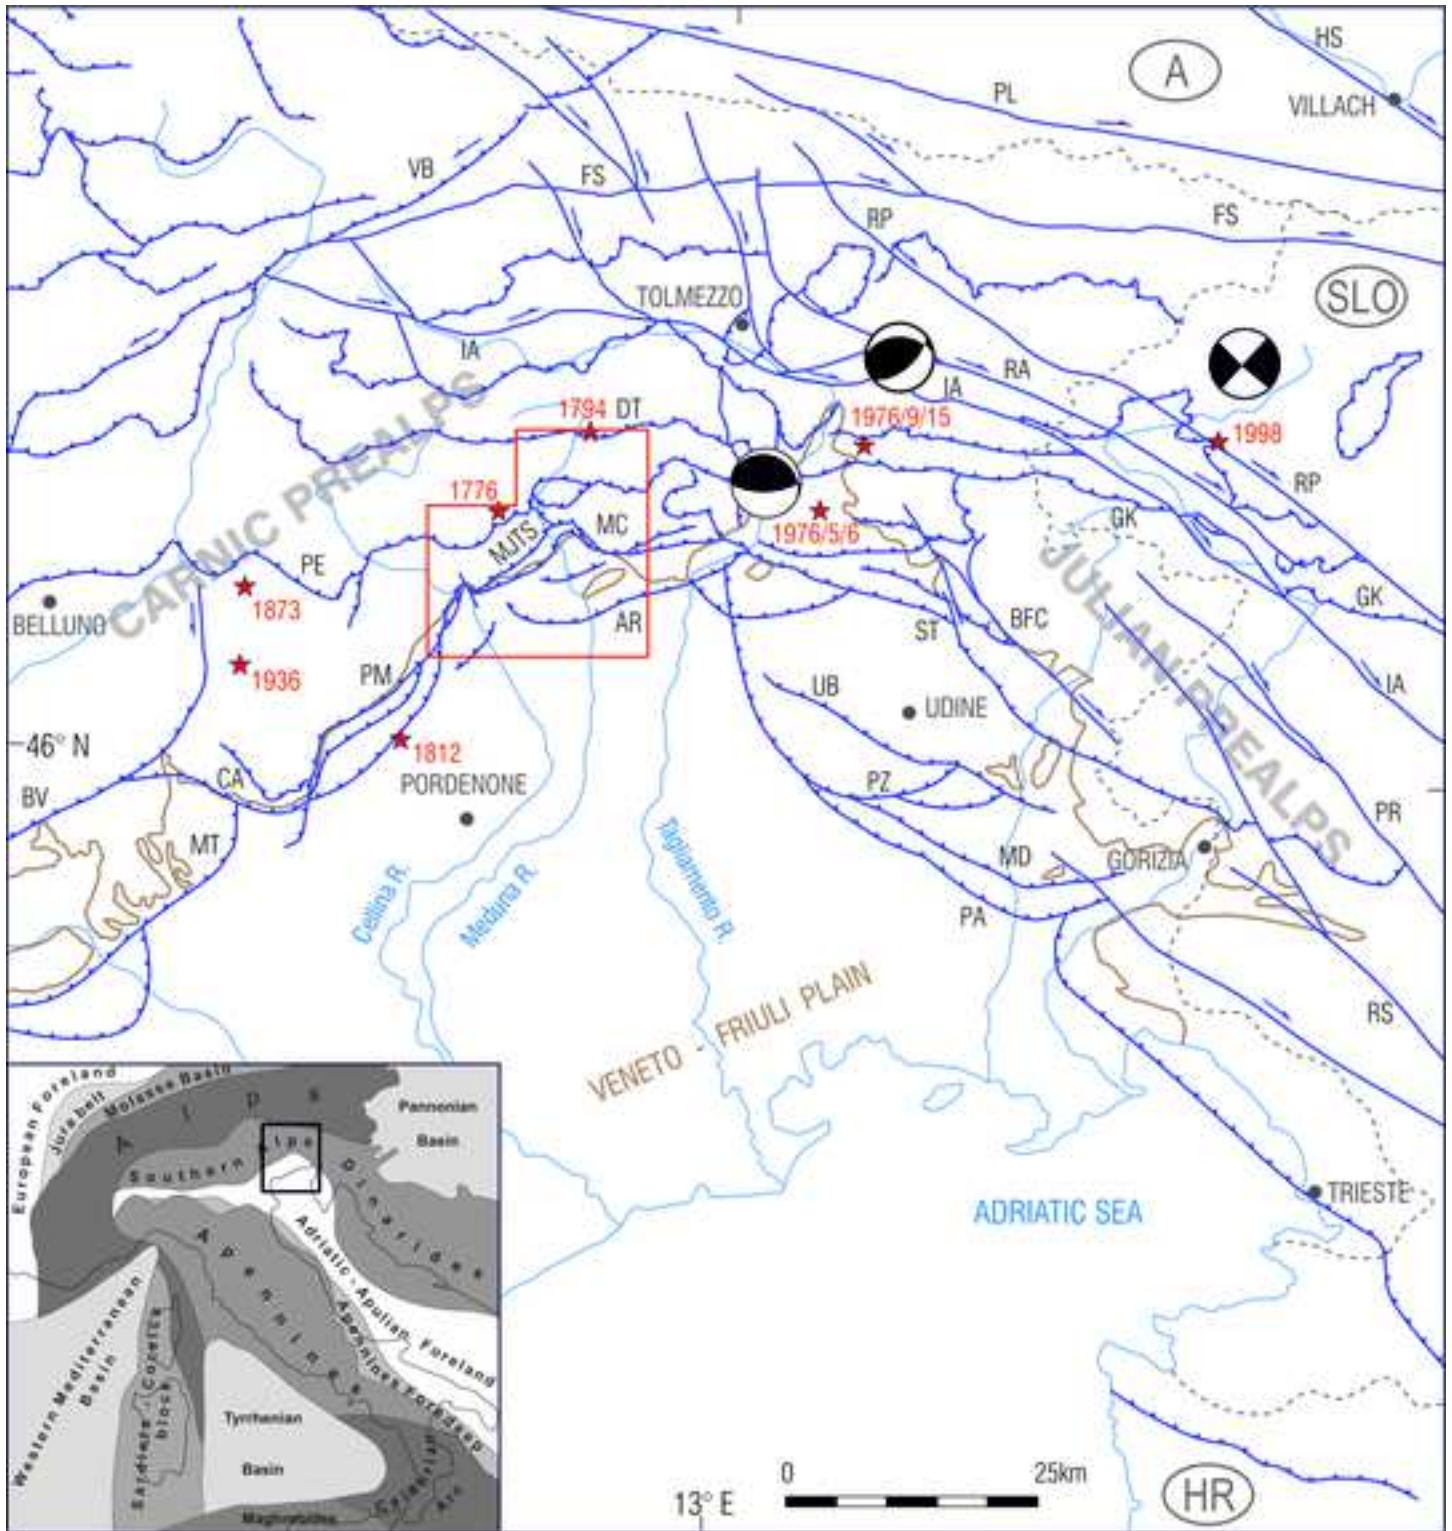 HS
A
PL
VILLACH
VB
FS
RP
FS
TOLMEZZO
SLO
IA
RA
IA
1794
DT
1976/9/15
1998
CARNIC PREALPS
1776
MC
RP
MJTS
1976/5/6
GK
PE
JULIAN PREALPS
1873
GK
BELLUNO
AR
ST
BFC
PM
1936
IA
UB
UDINE
46° N
1812
CA
PORDENONE
PZ
BV
PR
MT
MD
GORIZIA
Cellina R.
Meduna R.
Tagliamento R.
PA
VENETO - FRIULI PLAIN
RS
ADRIATIC SEA
TRIESTE
0
25km
13° E
HR
European Foreland
Jura belt
Molasse Basin
Alps
Pannonian
Basin
Southern
lps
Dinarides
Apennines
Adriatic - Apulian Foreland
Apennines Foredeep
Western Mediterranean
Basin
Sardinia - Corsica
block
Tyrrhenian
Basin
Calabrian
Arc
Maghrebides